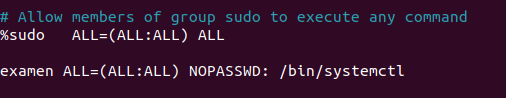 # Allow members of group sudo to execute any command
%sudo   ALL=(ALL:ALL) ALL
examen ALL=(ALL:ALL) NOPASSWD: /bin/systemctl